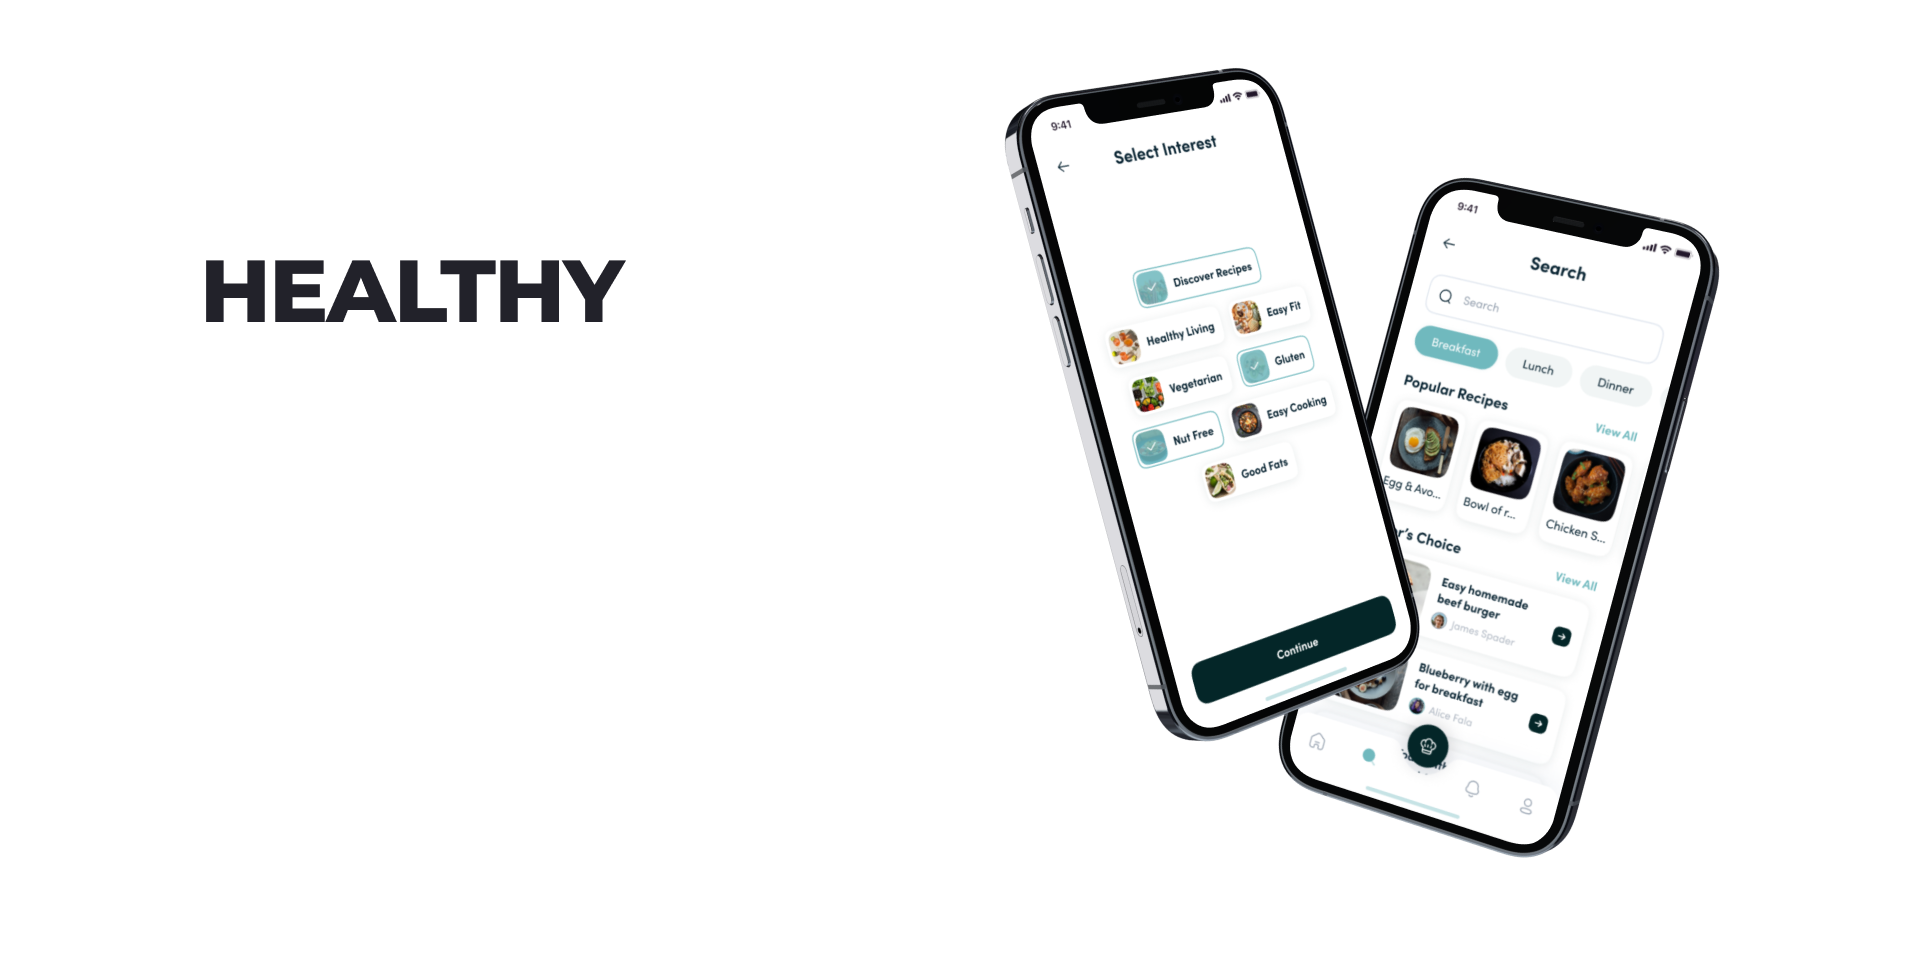 HEALTHY
9:41
Select Interest
Discover Recipes
Healthy Living
Easy Fit
Vegetarian
Gluten
Nut Free
Easy Cooking
Good Fats
Continue
9:41
Search
Search
Breakfast
Lunch
Dinner
Popular Recipes
View All
Egg & Avo...
Bowl of r...
Chicken S...
r's Choice
View All
Easy homemade
beef burger
James Spader
Blueberry with egg
for breakfast
Alice Fala